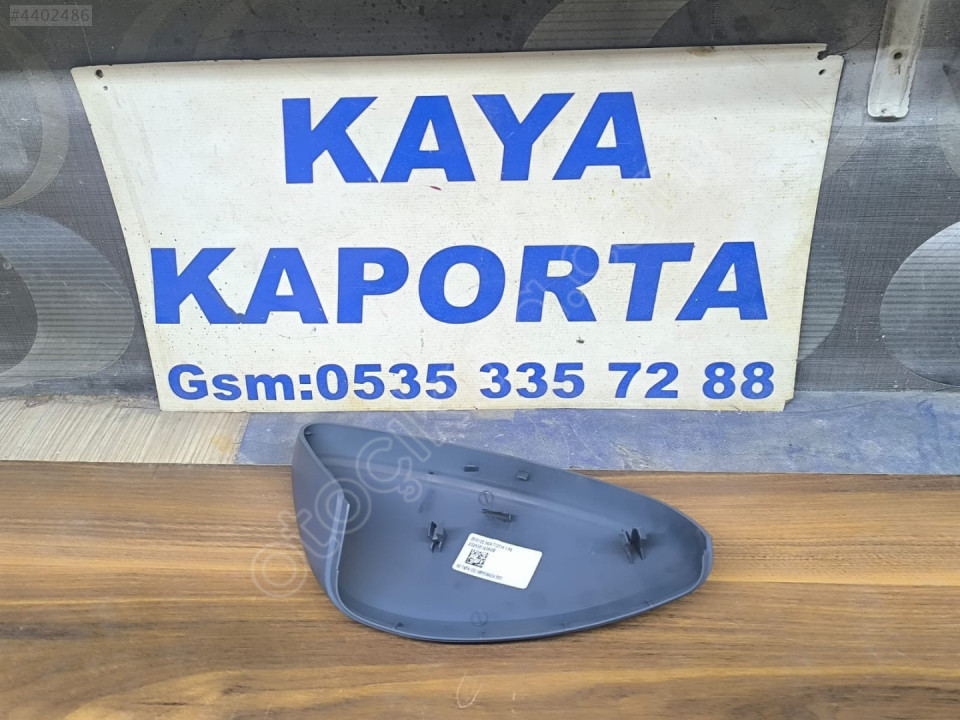 #4402486
KAYA
KAPORTA
Gsm:0535 335 72 88